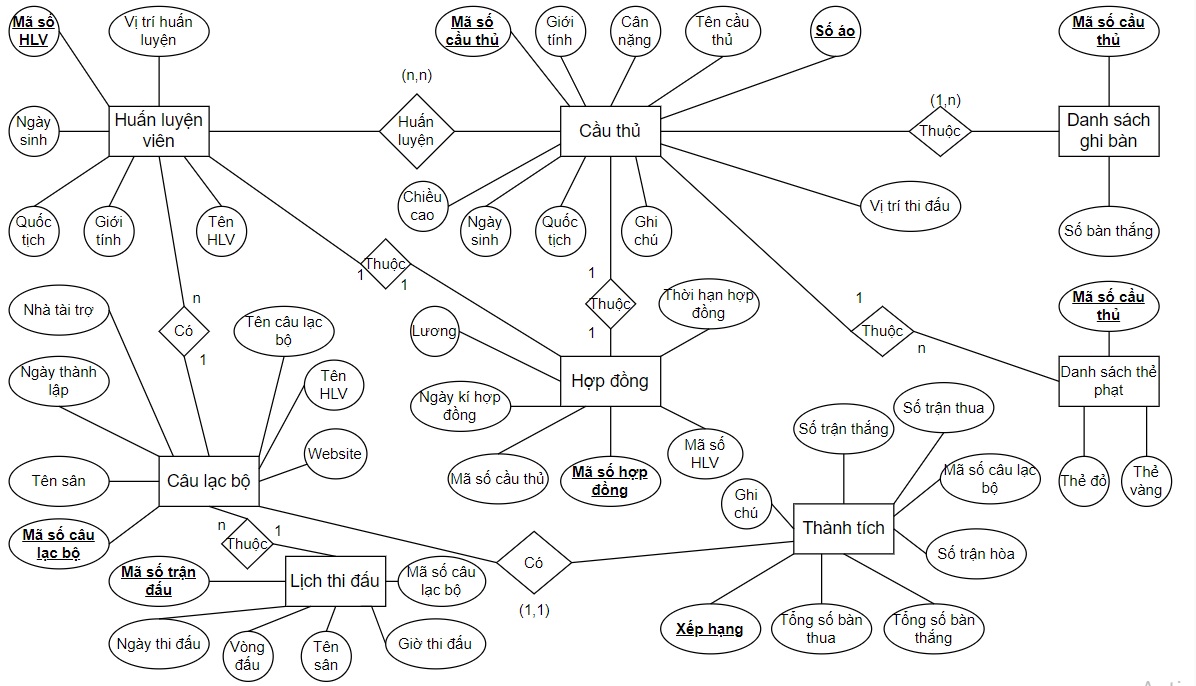 Mã số
HLV
Vị trí huấn
luyện
Mã số
cầu thủ
Giới
tính
Cân
nặng
Tên cầu
thủ
Số áo
Mã số cầu
thủ
(n,n)
(1,n)
Ngày
sinh
Huấn luyện
viên
Huấn
luyện
Cầu thủ
Thuộc
Danh sách
ghi bàn
Chiều
cao
Vị trí thi đấu
Quốc
tịch
Giới
tính
Tên
HLV
Ngày
sinh
Quốc
tịch
Ghi
chú
Số bàn thắng
Thuộc
1
1
1
Thuộc
1
Thời hạn hợp
đồng
Mã số cầu
thủ
n
Có
1
Nhà tài trợ
Tên câu lạc
bộ
Lương
1
Thuộc
n
Ngày thành
lập
Tên
HLV
Hợp đồng
Danh sách thẻ
phạt
Ngày kí hợp
đồng
Số trận thắng
Số trận thua
Website
Mã số
HLV
Tên sân
Câu lạc bộ
Mã số cầu thủ
Mã số hợp
đồng
Mã số câu lạc
bộ
Thẻ đỏ
Thẻ
vàng
Ghi
chú
Thành tích
Mã số câu
lạc bộ
n
Thuộc
1
Số trận hòa
Có
(1,1)
Mã số trận
đấu
Lịch thi đấu
Mã số câu
lạc bộ
Xếp hạng
Tổng số bàn
thua
Tổng số bàn
thắng
Ngày thi đấu
Vòng
đấu
Tên
sân
Giờ thi đấu